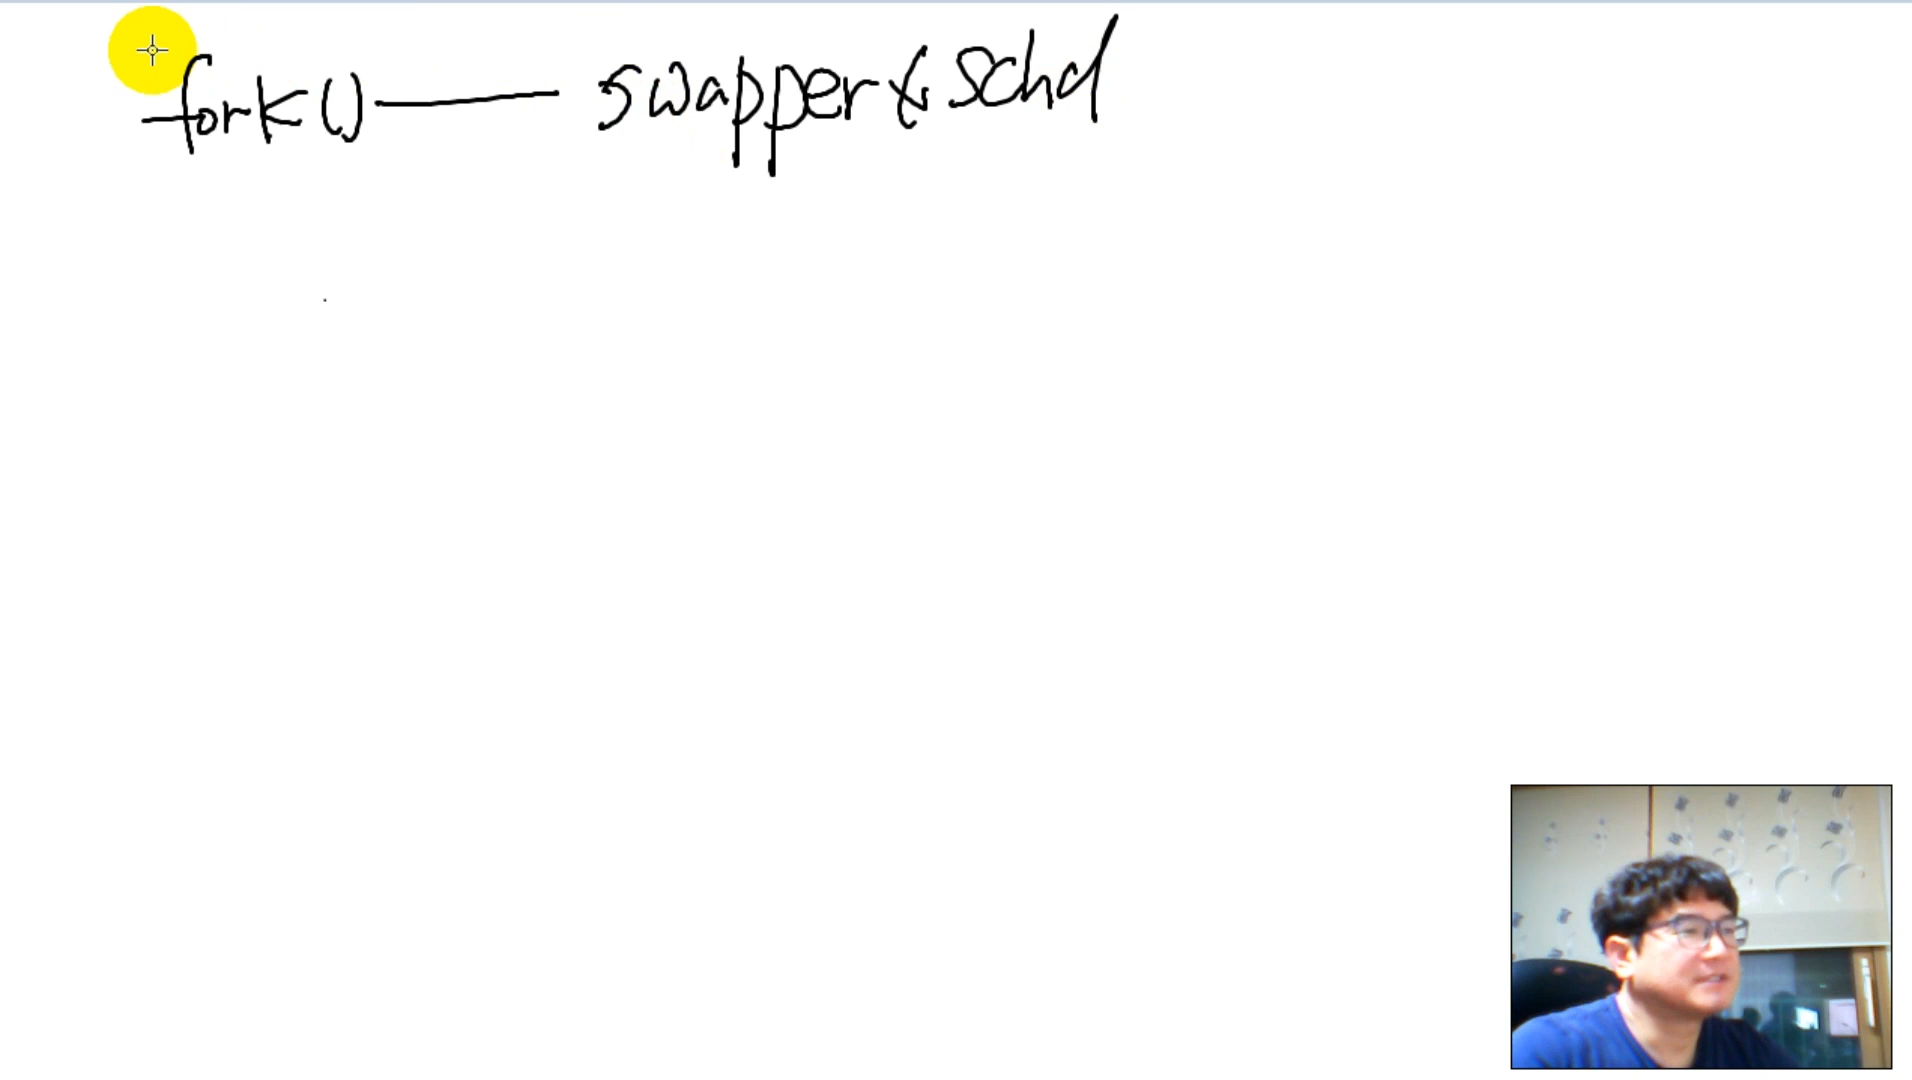 fork() — swapper & schd